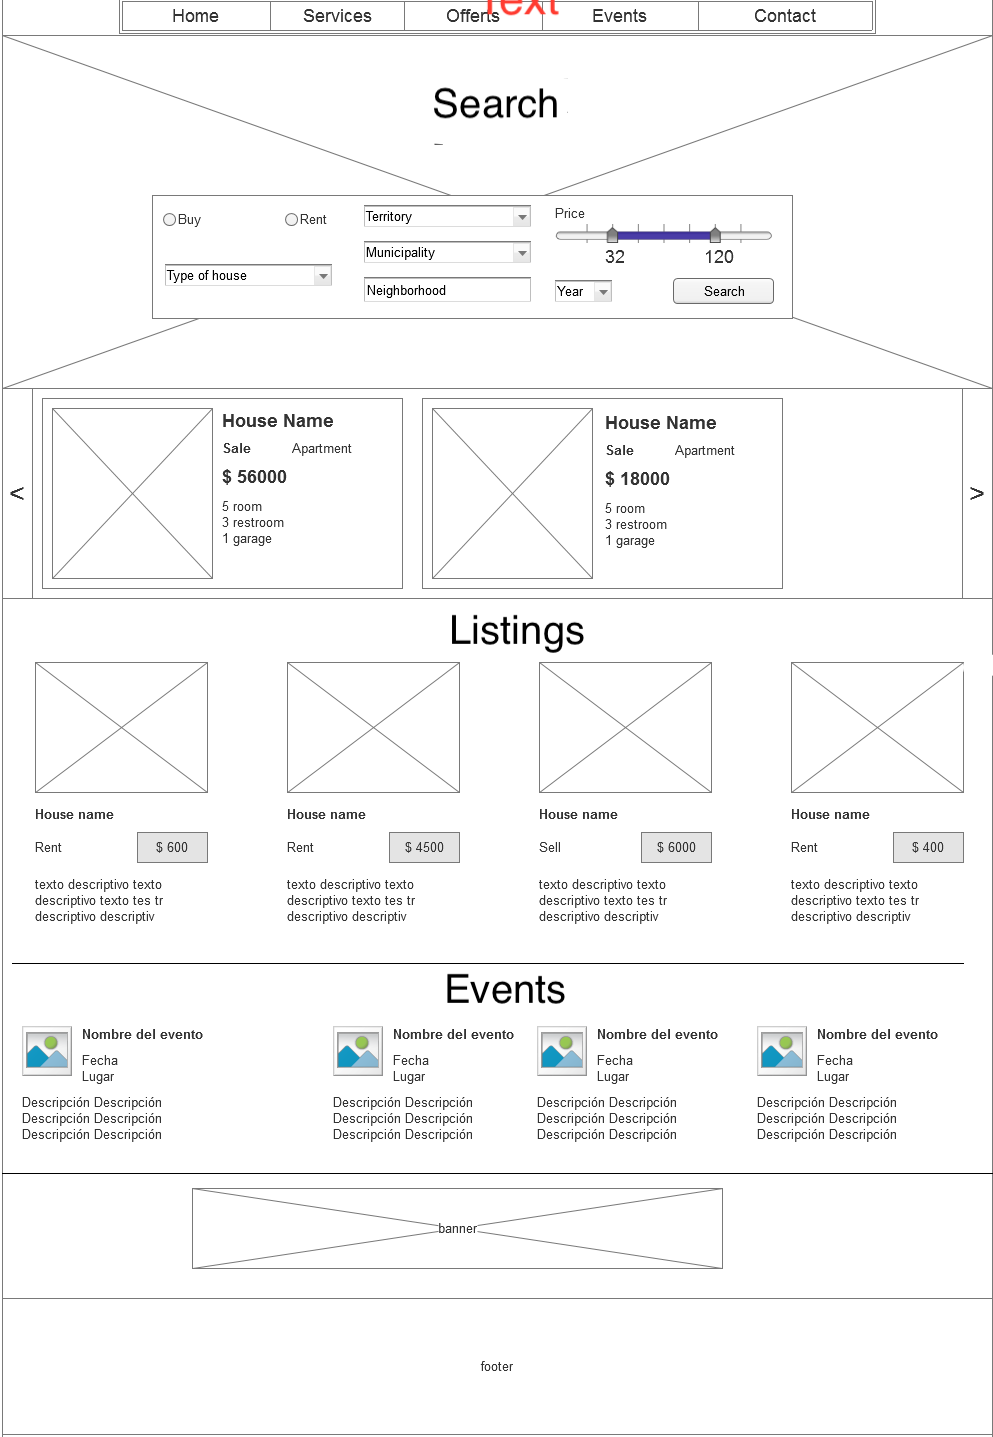 Text
Home Services Offerts Events Contact
Search
Buy Rent
Type of house
Territory
Municipality
Neighborhood
Price
32 120
Year Search
<
House Name
Sale Apartment
$ 56000
5 room
3 restroom
1 garage
House Name
Sale Apartment
$ 18000
5 room
3 restroom
1 garage
>
Listings
House name
Rent $ 600
texto descriptivo texto
descriptivo texto tes tr
descriptivo descriptiv
House name
Rent $ 4500
texto descriptivo texto
descriptivo texto tes tr
descriptivo descriptiv
House name
Sell $ 6000
texto descriptivo texto
descriptivo texto tes tr
descriptivo descriptiv
House name
Rent $ 400
texto descriptivo texto
descriptivo texto tes tr
descriptivo descriptiv
Events
Nombre del evento
Fecha
Lugar
Descripción Descripción
Descripción Descripción
Descripción Descripción
Nombre del evento
Fecha
Lugar
Descripción Descripción
Descripción Descripción
Descripción Descripción
Nombre del evento
Fecha
Lugar
Descripción Descripción
Descripción Descripción
Descripción Descripción
Nombre del evento
Fecha
Lugar
Descripción Descripción
Descripción Descripción
Descripción Descripción
banner
footer